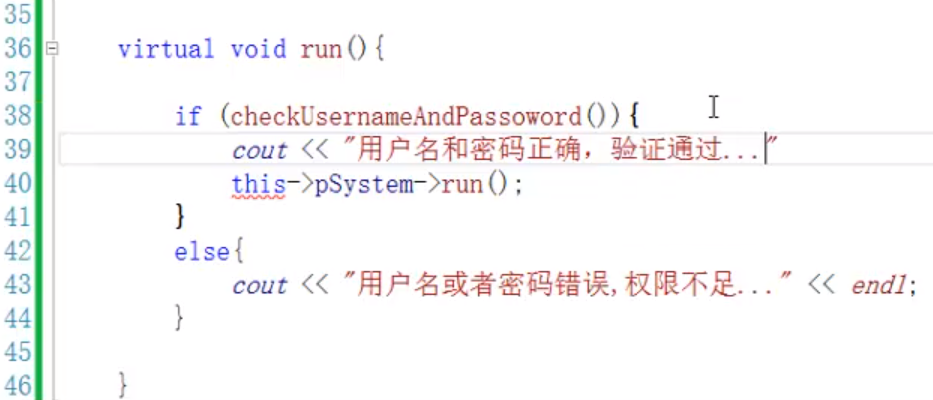 35
36 virtual void run(){
37
38 if (checkUsernameAndPassoword()){
39 cout << "用户名和密码正确，验证通过..."
40 this->pSystem->run();
41 }
42 else{
43 cout << "用户名或者密码错误,权限不足..." << endl;
44 }
45
46 }